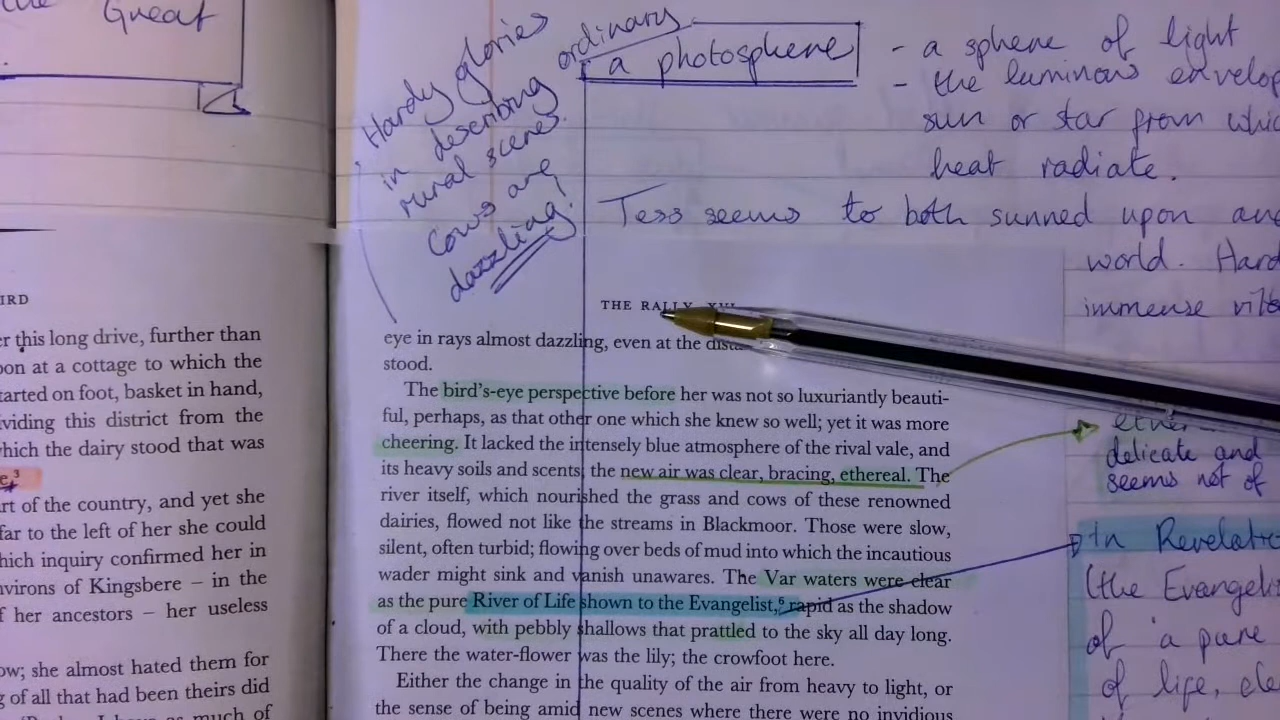 the Great
Hardy glories
in describing ordinary
rural scenes.
Cows are
dazzling!
a photosphere
- a sphere of light
- the luminous envelop
sun or star from whic
heat radiate.
Tess seems to both sunned upon an
world. Hard
immense
IRD
er this long drive, further than
oon at a cottage to which the
tarted on foot, basket in hand,
viding this district from the
which the dairy stood that was
e.³
rt of the country, and yet she
far to the left of her she could
hich inquiry confirmed her in
nvirons of Kingsbere – in the
f her ancestors – her useless
ow; she almost hated them for
g of all that had been theirs did
as much of
THE RALLY XVI
eye in rays almost dazzling, even at the dist
stood.
The bird's-eye perspective before her was not so luxuriantly beauti-
ful, perhaps, as that other one which she knew so well; yet it was more
cheering. It lacked the intensely blue atmosphere of the rival vale, and
its heavy soils and scents; the new air was clear, bracing, ethereal. The
river itself, which nourished the grass and cows of these renowned
dairies, flowed not like the streams in Blackmoor. Those were slow,
silent, often turbid; flowing over beds of mud into which the incautious
wader might sink and vanish unawares. The Var waters were clear
as the pure River of Life shown to the Evangelist,⁶ rapid as the shadow
of a cloud, with pebbly shallows that prattled to the sky all day long.
There the water-flower was the lily; the crowfoot here.
Either the change in the quality of the air from heavy to light, or
the sense of being amid new scenes where there were no invidious
delicate and
seems not of
In Revelatio
(the Evangeli
of 'a pure
of life, cle